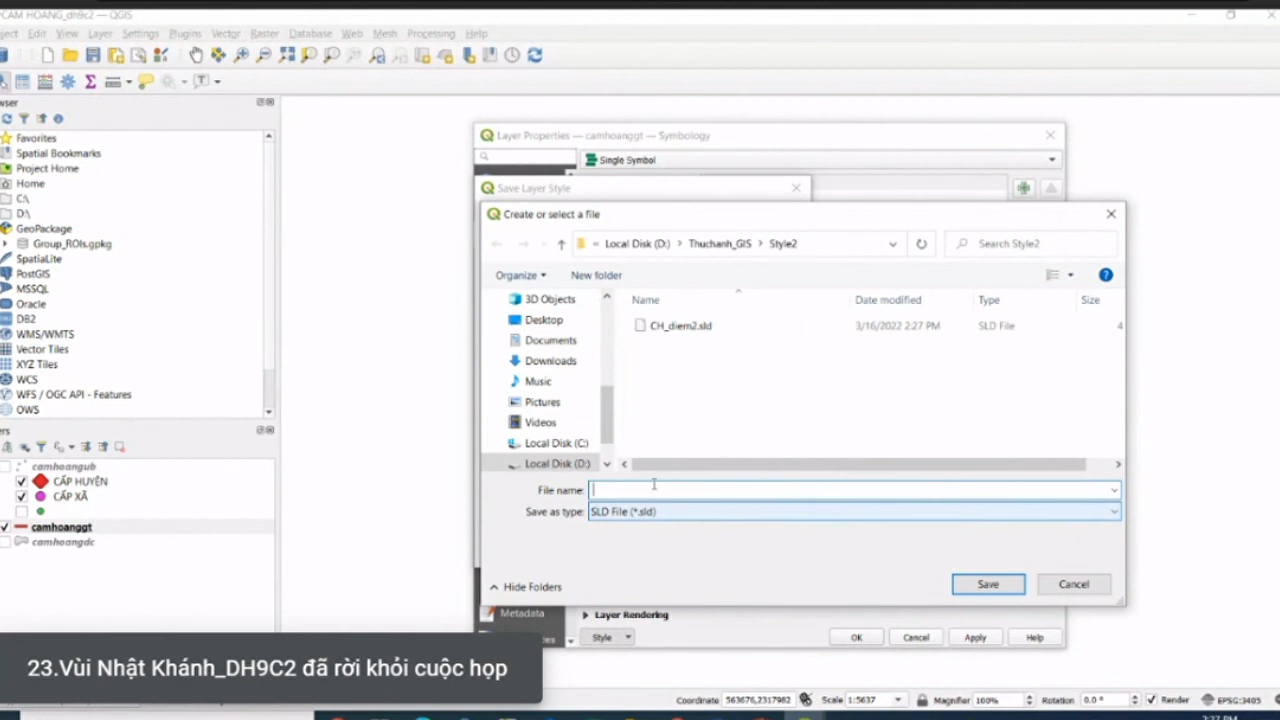 CAM HOANG_dh9c2 — QGIS
ject Edit View Layer Settings Plugins Vector Raster Database Web Mesh Processing Help
wser
Favorites
Spatial Bookmarks
Project Home
Home
C:\
D:\
GeoPackage
Group_ROIs.gpkg
SpatiaLite
PostGIS
MSSQL
Oracle
DB2
WMS/WMTS
Vector Tiles
XYZ Tiles
WCS
WFS / OGC API - Features
OWS
ers
camhoangub
CẤP HUYỆN
CẤP XÃ
camhoanggt
camhoangdc
Layer Properties — camhoanggt — Symbology
Single Symbol
Save Layer Style
Create or select a file
« Local Disk (D:) > Thuchanh_GIS > Style2
Search Style2
Organize New folder
3D Objects
Desktop
Documents
Downloads
Music
Pictures
Videos
Local Disk (C:)
Local Disk (D:)
Name Date modified Type Size
CH_diem2.sld 3/16/2022 2:27 PM SLD File 4
File name:
Save as type: SLD File (*.sld)
Hide Folders
Save Cancel
Metadata
Layer Rendering
Style
OK Cancel Apply Help
23.Vùi Nhật Khánh_DH9C2 đã rời khỏi cuộc họp
Coordinate 563676,2317982 Scale 1:5637 Magnifier 100% Rotation 0.0 ° Render EPSG:3405
2:27 PM